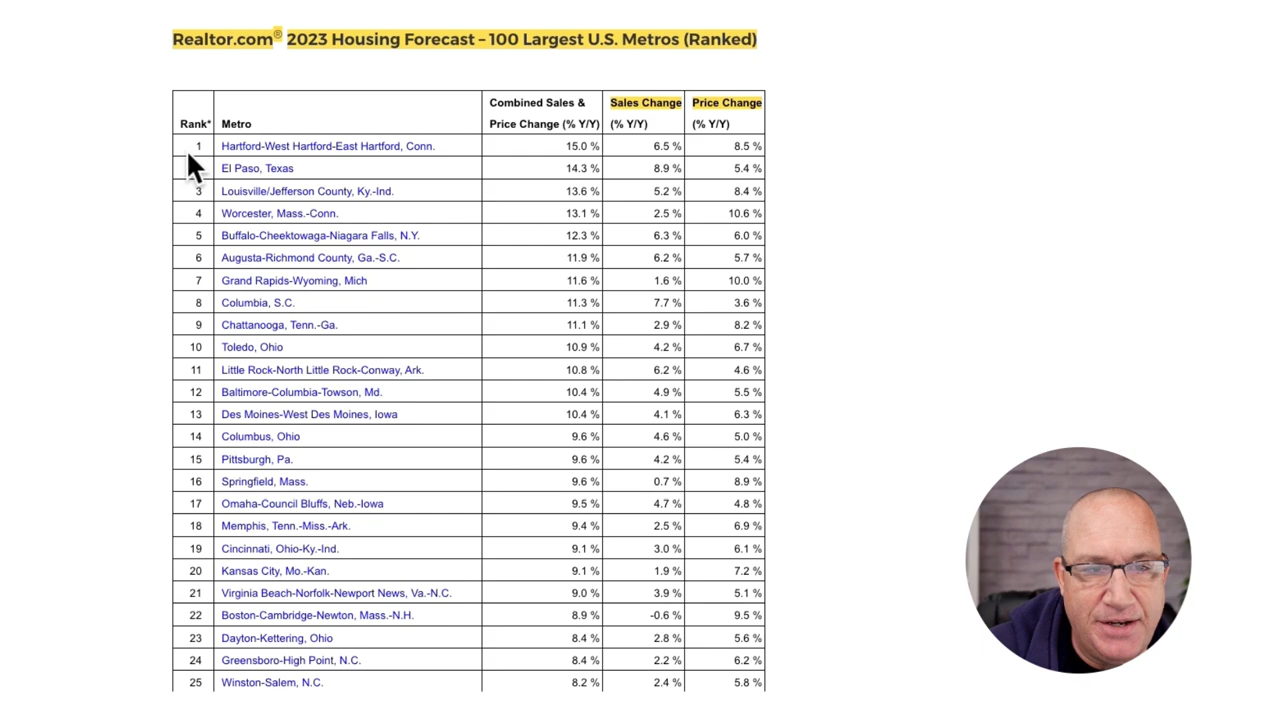 Realtor.com® 2023 Housing Forecast – 100 Largest U.S. Metros (Ranked)
Rank* Metro Combined Sales & Price Change (% Y/Y) Sales Change (% Y/Y) Price Change (% Y/Y)
1 Hartford-West Hartford-East Hartford, Conn. 15.0 % 6.5 % 8.5 %
El Paso, Texas 14.3 % 8.9 % 5.4 %
3 Louisville/Jefferson County, Ky.-Ind. 13.6 % 5.2 % 8.4 %
4 Worcester, Mass.-Conn. 13.1 % 2.5 % 10.6 %
5 Buffalo-Cheektowaga-Niagara Falls, N.Y. 12.3 % 6.3 % 6.0 %
6 Augusta-Richmond County, Ga.-S.C. 11.9 % 6.2 % 5.7 %
7 Grand Rapids-Wyoming, Mich 11.6 % 1.6 % 10.0 %
8 Columbia, S.C. 11.3 % 7.7 % 3.6 %
9 Chattanooga, Tenn.-Ga. 11.1 % 2.9 % 8.2 %
10 Toledo, Ohio 10.9 % 4.2 % 6.7 %
11 Little Rock-North Little Rock-Conway, Ark. 10.8 % 6.2 % 4.6 %
12 Baltimore-Columbia-Towson, Md. 10.4 % 4.9 % 5.5 %
13 Des Moines-West Des Moines, Iowa 10.4 % 4.1 % 6.3 %
14 Columbus, Ohio 9.6 % 4.6 % 5.0 %
15 Pittsburgh, Pa. 9.6 % 4.2 % 5.4 %
16 Springfield, Mass. 9.6 % 0.7 % 8.9 %
17 Omaha-Council Bluffs, Neb.-Iowa 9.5 % 4.7 % 4.8 %
18 Memphis, Tenn.-Miss.-Ark. 9.4 % 2.5 % 6.9 %
19 Cincinnati, Ohio-Ky.-Ind. 9.1 % 3.0 % 6.1 %
20 Kansas City, Mo.-Kan. 9.1 % 1.9 % 7.2 %
21 Virginia Beach-Norfolk-Newport News, Va.-N.C. 9.0 % 3.9 % 5.1 %
22 Boston-Cambridge-Newton, Mass.-N.H. 8.9 % -0.6 % 9.5 %
23 Dayton-Kettering, Ohio 8.4 % 2.8 % 5.6 %
24 Greensboro-High Point, N.C. 8.4 % 2.2 % 6.2 %
25 Winston-Salem, N.C. 8.2 % 2.4 % 5.8 %